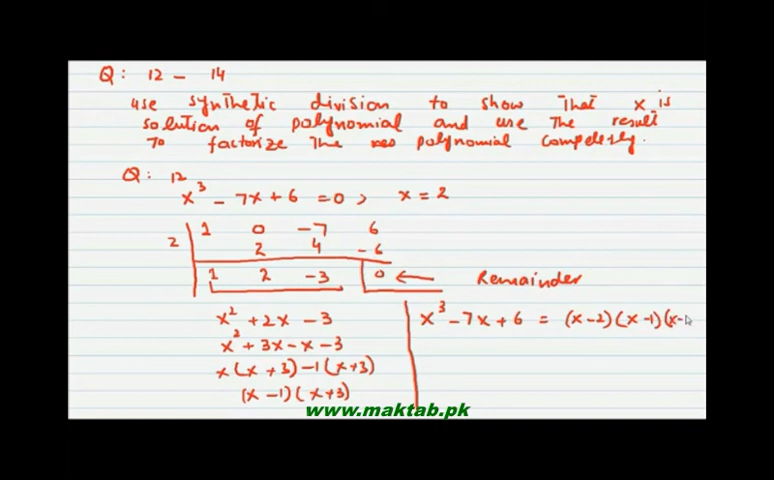 Q: 12 - 14
use synthetic division to show that x is
solution of polynomial and use the result
To factorize the polynomial completely.
Q: 12
x³ - 7x + 6 = 0 , x = 2
2 | 1 0 -7 6
2 4 -6
1 2 -3 0 ← Remainder
x² + 2x - 3
x² + 3x - x - 3
x(x + 3) - 1(x + 3)
(x - 1)(x + 3)
x³ - 7x + 6 = (x - 2)(x - 1)(x -
www.maktab.pk